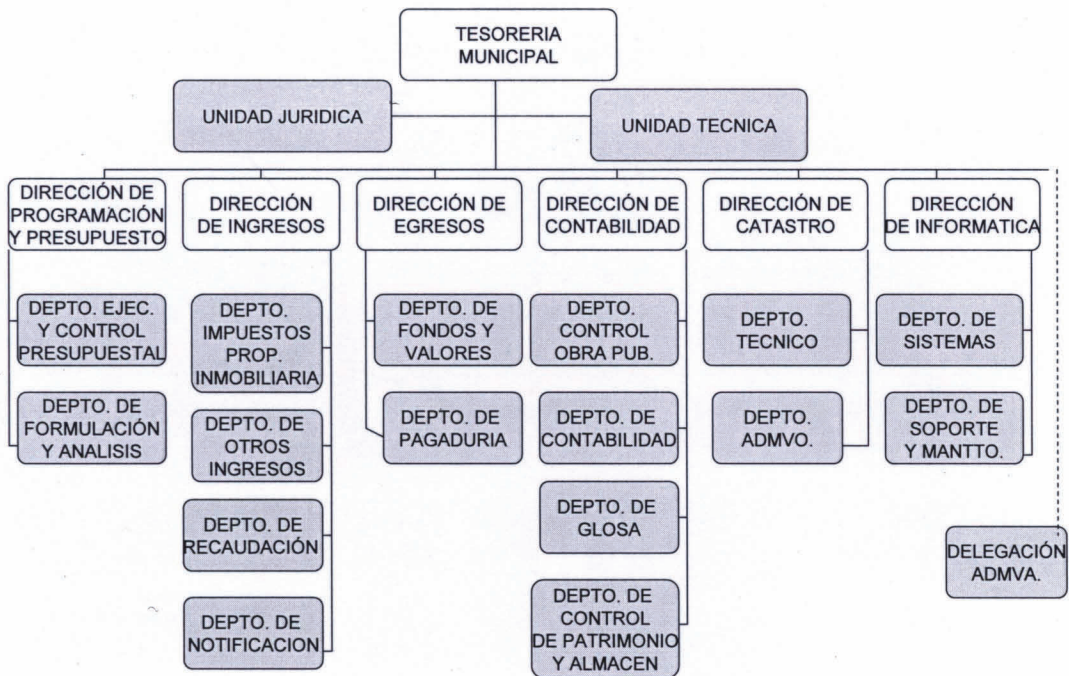 TESORERIA
MUNICIPAL
UNIDAD JURIDICA
UNIDAD TECNICA
DIRECCIÓN DE
PROGRAMACIÓN
Y PRESUPUESTO
DIRECCIÓN
DE INGRESOS
DIRECCIÓN DE
EGRESOS
DIRECCIÓN DE
CONTABILIDAD
DIRECCIÓN DE
CATASTRO
DIRECCIÓN
DE INFORMATICA
DEPTO. EJEC.
Y CONTROL
PRESUPUESTAL
DEPTO.
IMPUESTOS
PROP.
INMOBILIARIA
DEPTO. DE
FONDOS Y
VALORES
DEPTO.
CONTROL
OBRA PUB.
DEPTO.
TECNICO
DEPTO. DE
SISTEMAS
DEPTO. DE
FORMULACIÓN
Y ANALISIS
DEPTO. DE
OTROS
INGRESOS
DEPTO. DE
PAGADURIA
DEPTO. DE
CONTABILIDAD
DEPTO.
ADMVO.
DEPTO. DE
SOPORTE
Y MANTTO.
DEPTO. DE
RECAUDACIÓN
DEPTO. DE
GLOSA
DELEGACIÓN
ADMVA.
DEPTO. DE
NOTIFICACION
DEPTO. DE
CONTROL
DE PATRIMONIO
Y ALMACEN